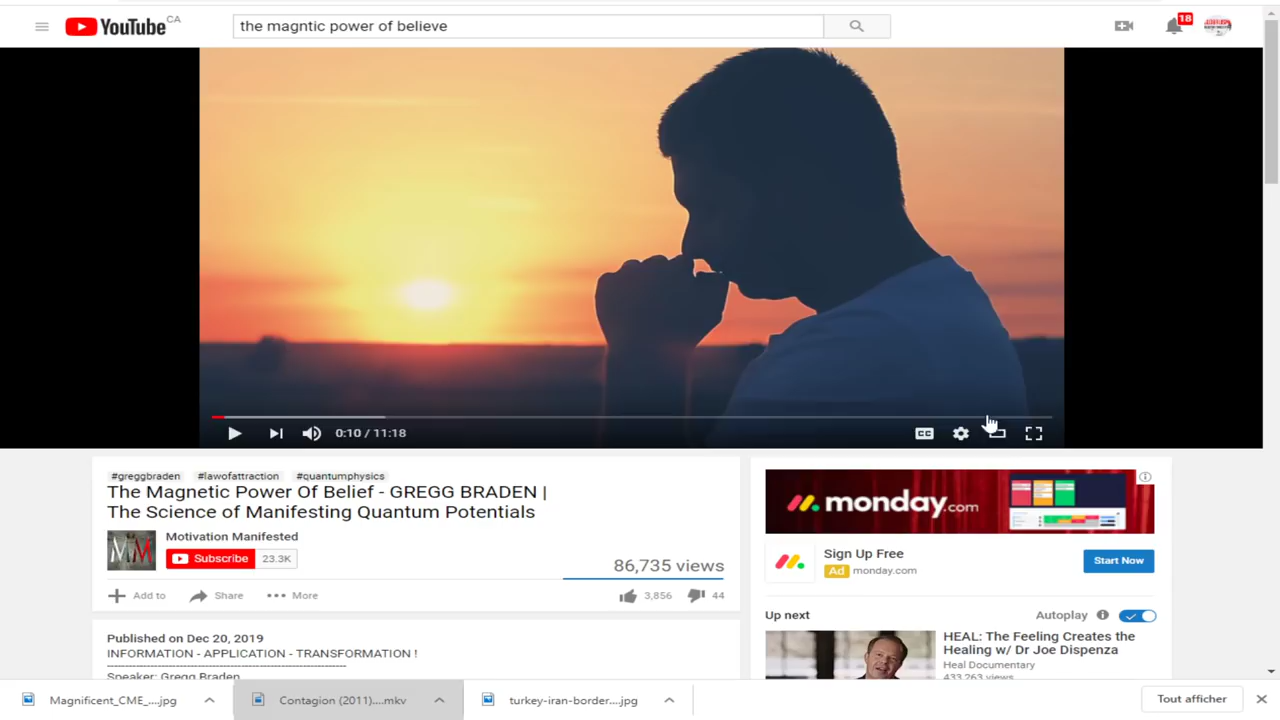 YouTube CA
the magntic power of believe
18
0:10 / 11:18
CC
#greggbraden #lawofattraction #quantumphysics
The Magnetic Power Of Belief - GREGG BRADEN |
The Science of Manifesting Quantum Potentials
MM
Motivation Manifested
Subscribe 23.3K
86,735 views
Add to Share More 3,856 44
Published on Dec 20, 2019
INFORMATION - APPLICATION - TRANSFORMATION !
Speaker: Gregg Braden
monday.com
Sign Up Free
Ad monday.com
Start Now
Up next Autoplay
HEAL: The Feeling Creates the
Healing w/ Dr Joe Dispenza
Heal Documentary
433,263 views
Magnificent_CME_....jpg Contagion (2011)....mkv turkey-iran-border....jpg Tout afficher